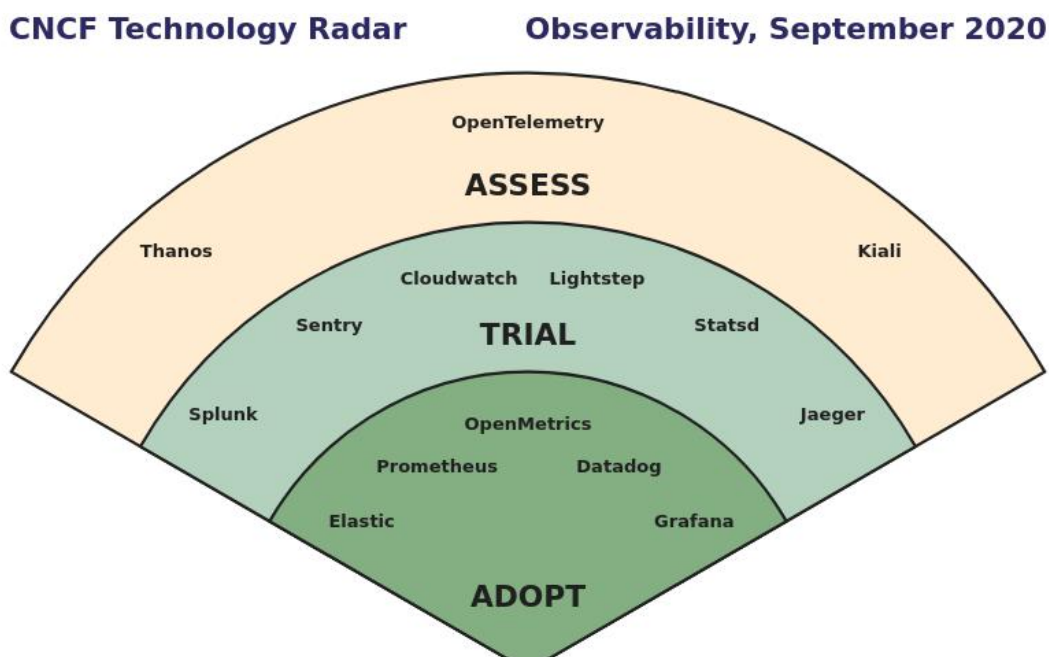 CNCF Technology Radar Observability, September 2020
OpenTelemetry
ASSESS
Thanos Kiali
Cloudwatch Lightstep
Sentry Statsd
TRIAL
Splunk Jaeger
OpenMetrics
Prometheus Datadog
Elastic Grafana
ADOPT